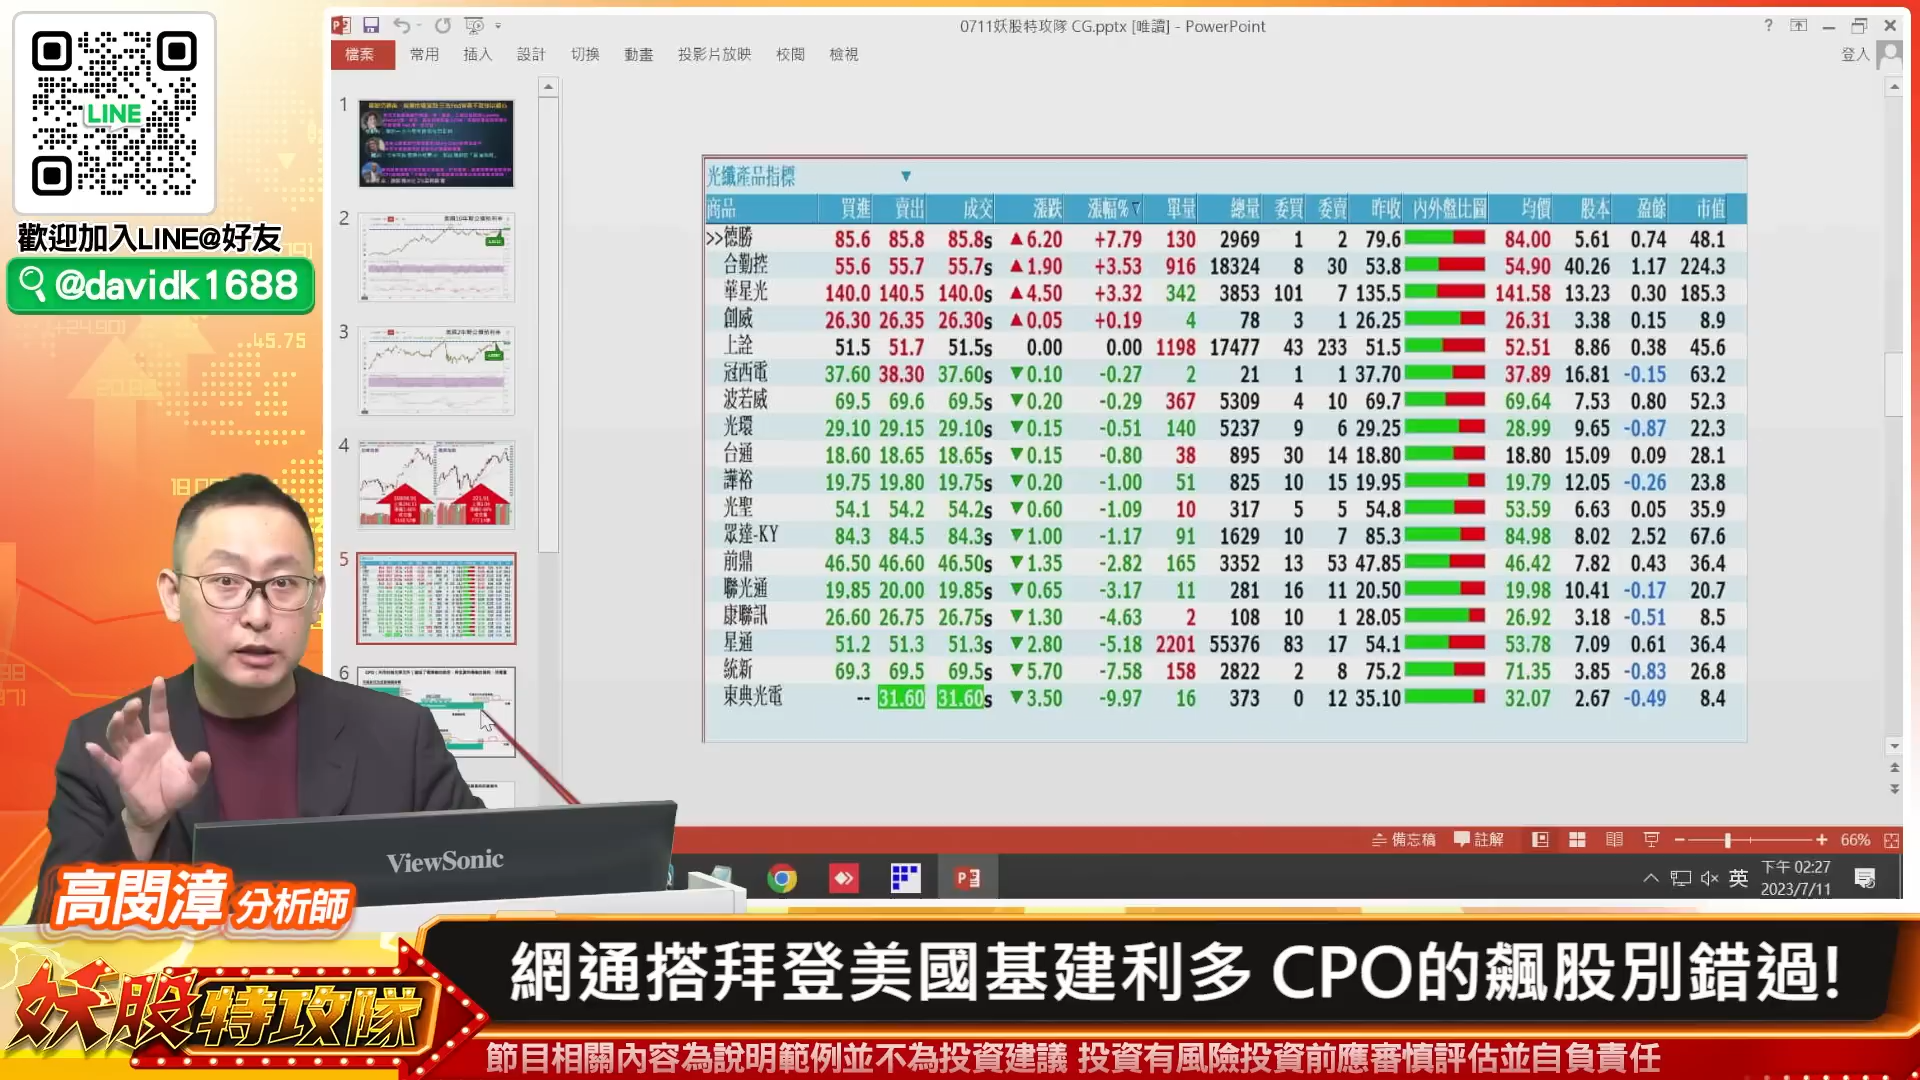 0711妖股特攻隊 CG.pptx [唯讀] - PowerPoint
檔案 常用 插入 設計 切換 動畫 投影片放映 校閱 檢視
登入
LINE
歡迎加入LINE@好友
@davidk1688
1
2
3
4
5
6
光纖產品指標
商品 買進 賣出 成交 漲跌 漲幅% 單量 總量 委買 委賣 昨收 內外盤比圖 均價 股本 盈餘 市值
>>德勝 85.6 85.8 85.8s ▲6.20 +7.79 130 2969 1 2 79.6 84.00 5.61 0.74 48.1
合勤控 55.6 55.7 55.7s ▲1.90 +3.53 916 18324 8 30 53.8 54.90 40.26 1.17 224.3
華星光 140.0 140.5 140.0s ▲4.50 +3.32 342 3853 101 7 135.5 141.58 13.23 0.30 185.3
創威 26.30 26.35 26.30s ▲0.05 +0.19 4 78 3 1 26.25 26.31 3.38 0.15 8.9
上詮 51.5 51.7 51.5s 0.00 0.00 1198 17477 43 233 51.5 52.51 8.86 0.38 45.6
冠西電 37.60 38.30 37.60s ▼0.10 -0.27 2 21 1 1 37.70 37.89 16.81 -0.15 63.2
波若威 69.5 69.6 69.5s ▼0.20 -0.29 367 5309 4 10 69.7 69.64 7.53 0.80 52.3
光環 29.10 29.15 29.10s ▼0.15 -0.51 140 5237 9 6 29.25 28.99 9.65 -0.87 22.3
台通 18.60 18.65 18.65s ▼0.15 -0.80 38 895 30 14 18.80 18.80 15.09 0.09 28.1
譁裕 19.75 19.80 19.75s ▼0.20 -1.00 51 825 10 15 19.95 19.79 12.05 -0.26 23.8
光聖 54.1 54.2 54.2s ▼0.60 -1.09 10 317 5 5 54.8 53.59 6.63 0.05 35.9
眾達-KY 84.3 84.5 84.3s ▼1.00 -1.17 91 1629 10 7 85.3 84.98 8.02 2.52 67.6
前鼎 46.50 46.60 46.50s ▼1.35 -2.82 165 3352 13 53 47.85 46.42 7.82 0.43 36.4
聯光通 19.85 20.00 19.85s ▼0.65 -3.17 11 281 16 11 20.50 19.98 10.41 -0.17 20.7
康聯訊 26.60 26.75 26.75s ▼1.30 -4.63 2 108 10 1 28.05 26.92 3.18 -0.51 8.5
星通 51.2 51.3 51.3s ▼2.80 -5.18 2201 55376 83 17 54.1 53.78 7.09 0.61 36.4
統新 69.3 69.5 69.5s ▼5.70 -7.58 158 2822 2 8 75.2 71.35 3.85 -0.83 26.8
東典光電 -- 31.60 31.60s ▼3.50 -9.97 16 373 0 12 35.10 32.07 2.67 -0.49 8.4
備忘稿 註解 66%
ViewSonic
英 下午 02:27
2023/7/11
高閔漳 分析師
妖股特攻隊
網通搭拜登美國基建利多 CPO的飆股別錯過!
節目相關內容為說明範例並不為投資建議 投資有風險投資前應審慎評估並自負責任